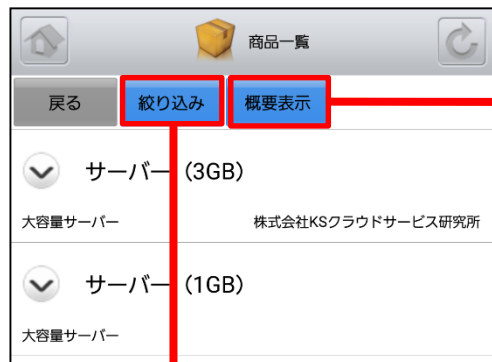 商品一覧
戻る 絞り込み 概要表示
サーバー (3GB)
大容量サーバー 株式会社KSクラウドサービス研究所
サーバー (1GB)
大容量サーバー